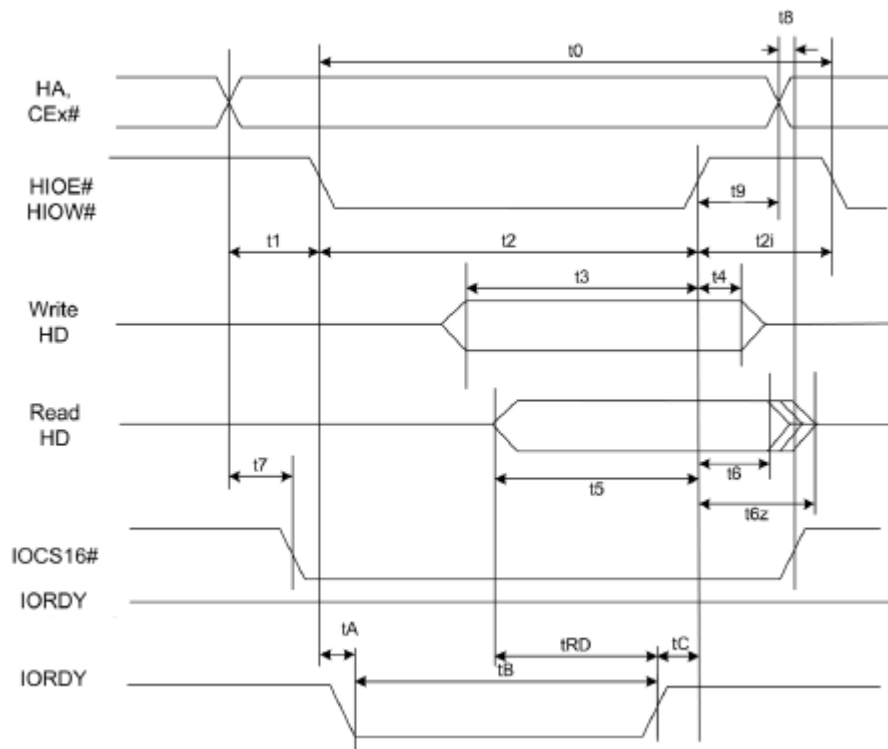 t8
t0
HA,
CEx#
HIOE#
HIOW#
t9
t1
t2
t2i
t3
t4
Write
HD
Read
HD
t7
t6
t5
t6z
IOCS16#
IORDY
tA
tRD
tC
tB
IORDY